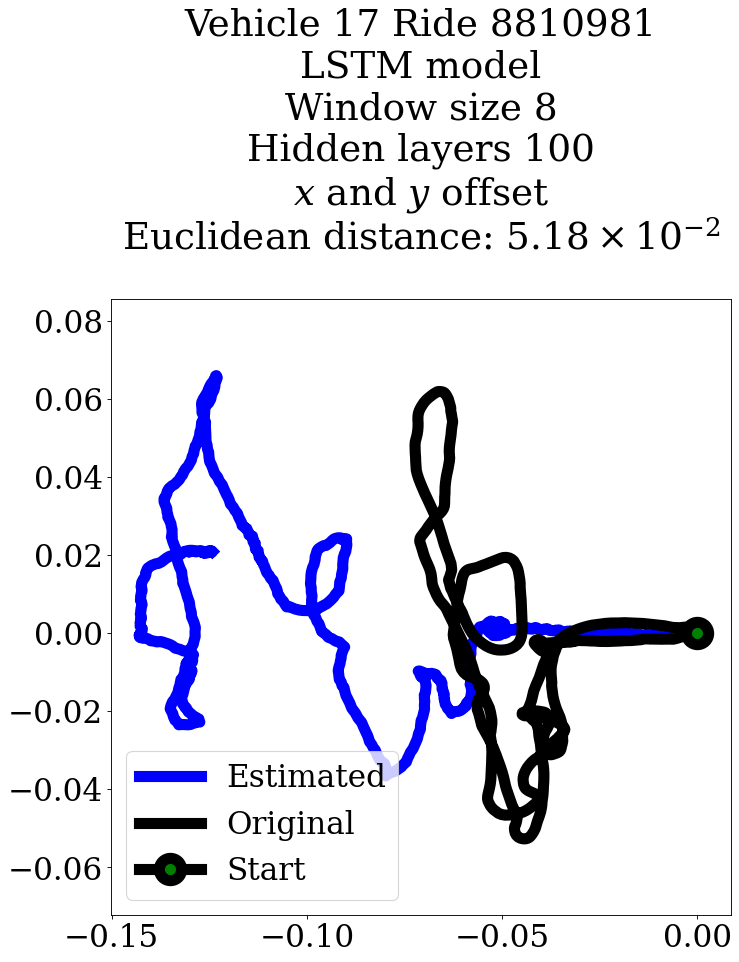 Vehicle 17 Ride 8810981
LSTM model
Window size 8
Hidden layers 100
x and y offset
Euclidean distance: 5.18 × 10⁻²
0.08
0.06
0.04
0.02
0.00
−0.02
−0.04
−0.06
Estimated
Original
Start
−0.15 −0.10 −0.05 0.00